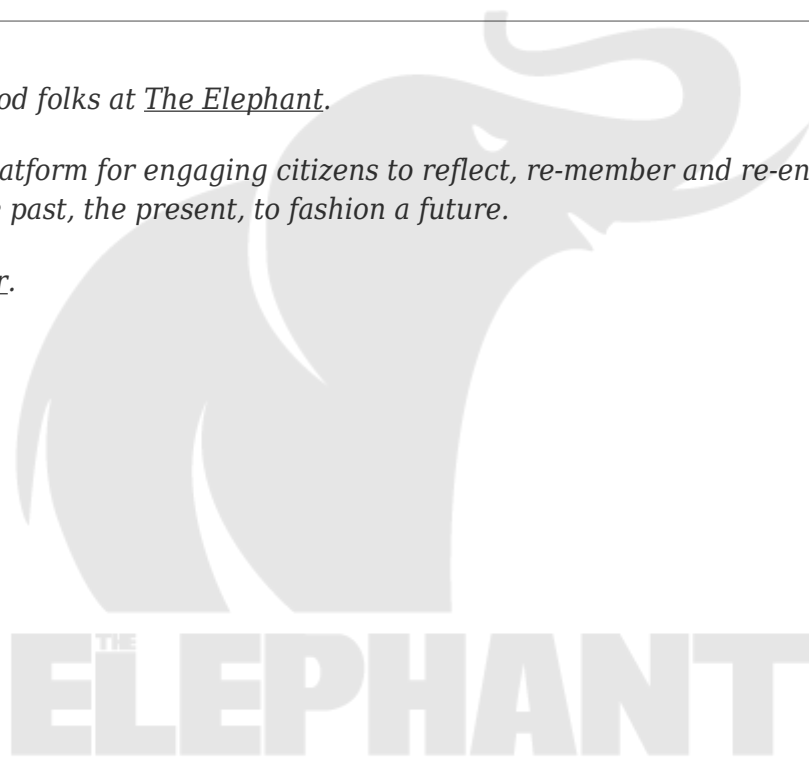 od folks at The Elephant.
atform for engaging citizens to reflect, re-member and re-en
past, the present, to fashion a future.
r.
THE
ELEPHANT